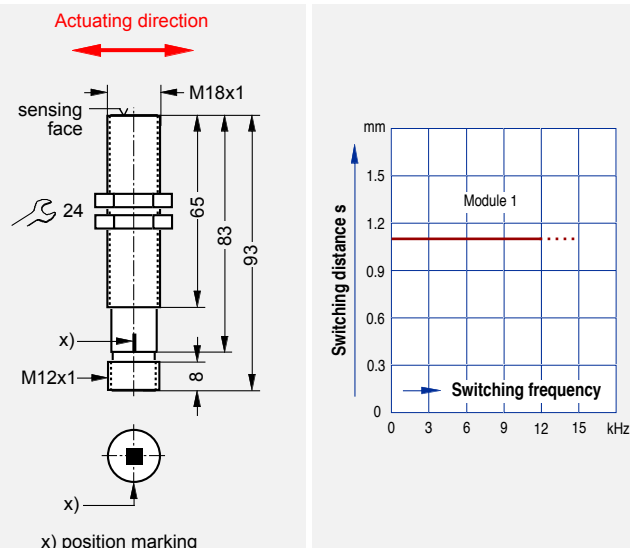 Actuating direction
M18x1
sensing
face
24
65
83
93
x)
M12x1
8
x)
x) position marking
mm
1.5
Module 1
1.2
0.9
0.6
0.3
0
Switching distance s
Switching frequency
0 3 6 9 12 15 kHz